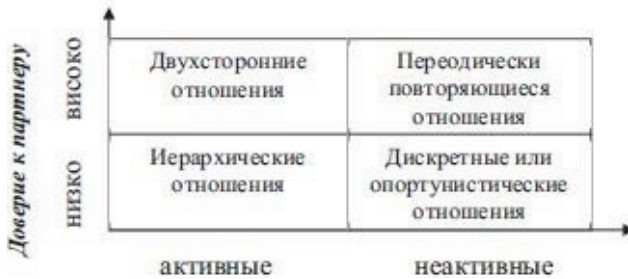 Доверие к партнеру
високо
низко
Двухсторонние
отношения
Переодически
повторяющиеся
отношения
Иерархические
отношения
Дискретные или
опортунистические
отношения
активные
неактивные